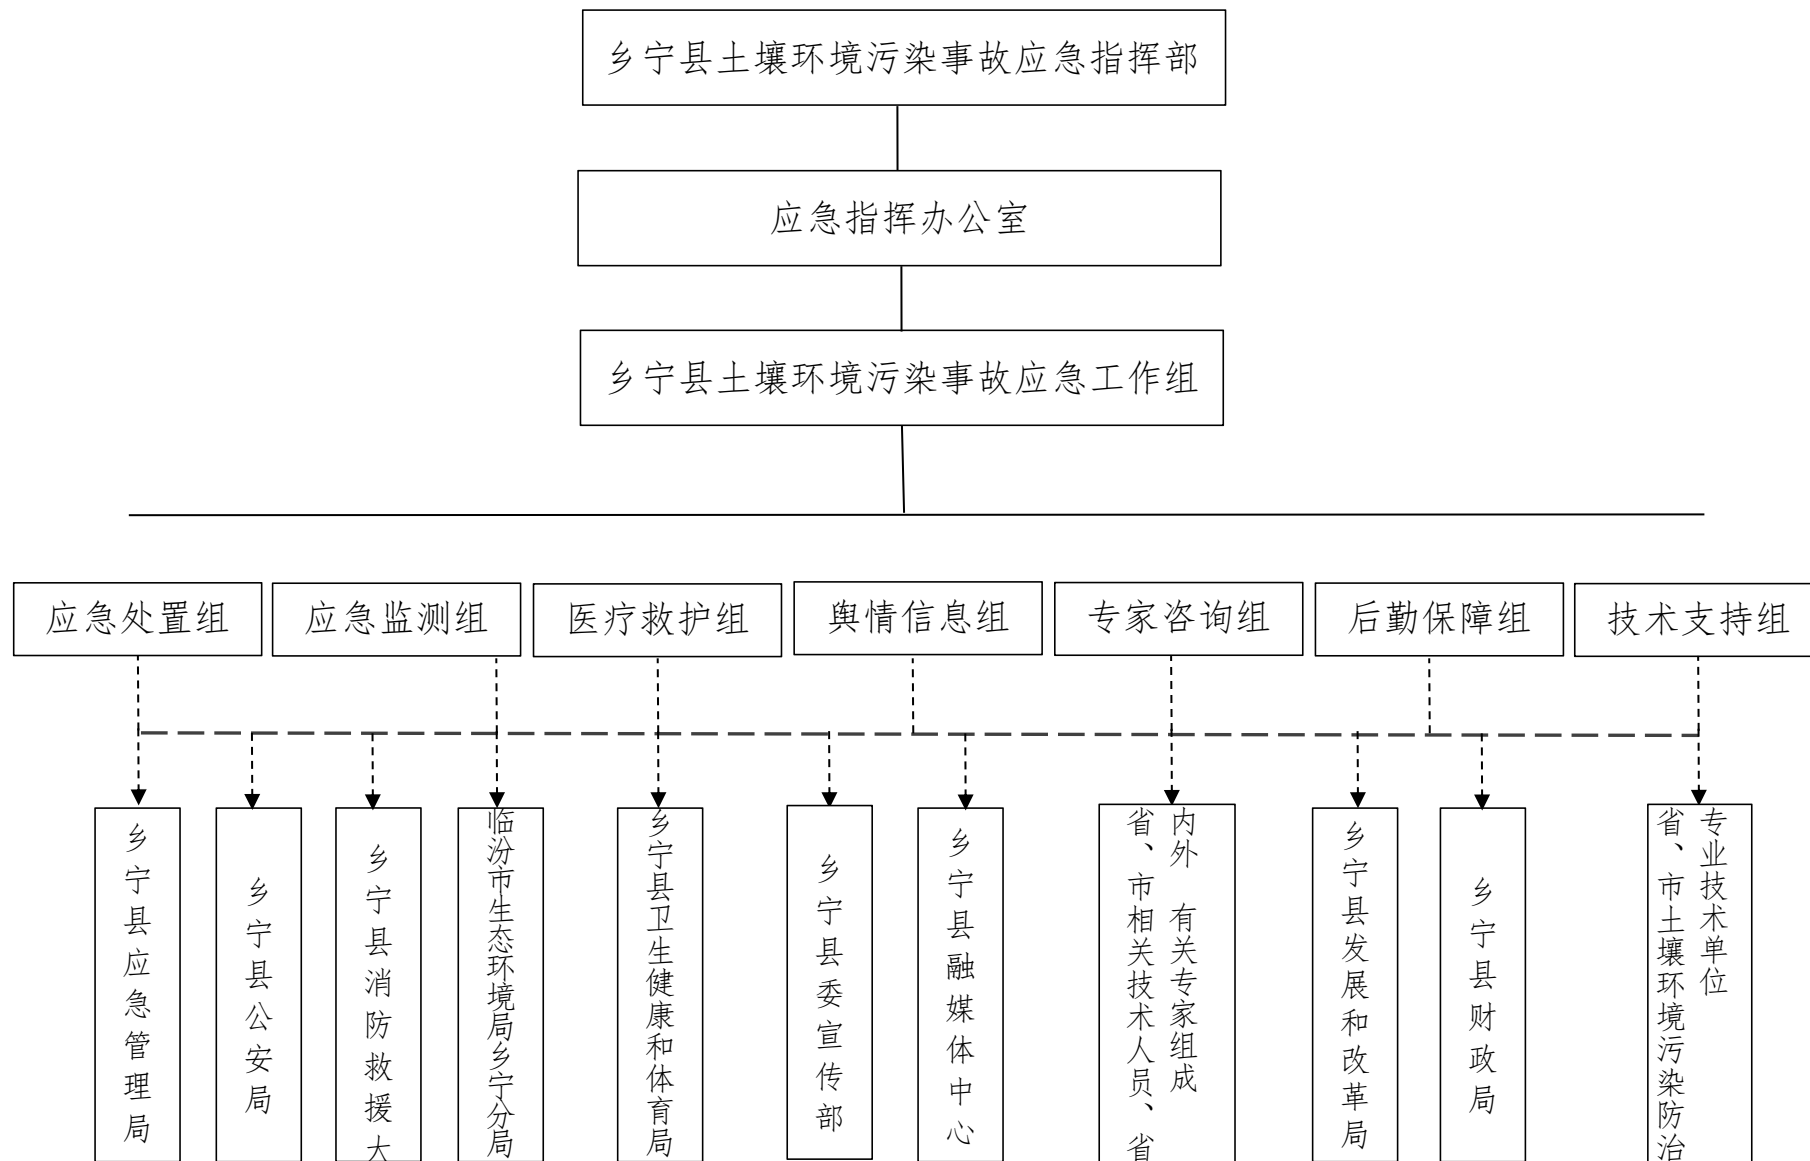 乡宁县土壤环境污染事故应急指挥部
应急指挥办公室
乡宁县土壤环境污染事故应急工作组
应急处置组
应急监测组
医疗救护组
舆情信息组
专家咨询组
后勤保障组
技术支持组
乡宁县应急管理局
乡宁县公安局
乡宁县消防救援大
临汾市生态环境局乡宁分局
乡宁县卫生健康和体育局
乡宁县委宣传部
乡宁县融媒体中心
省、市相关技术人员、省
内外 有关专家组成
乡宁县发展和改革局
乡宁县财政局
省、市土壤环境污染防治
专业技术单位